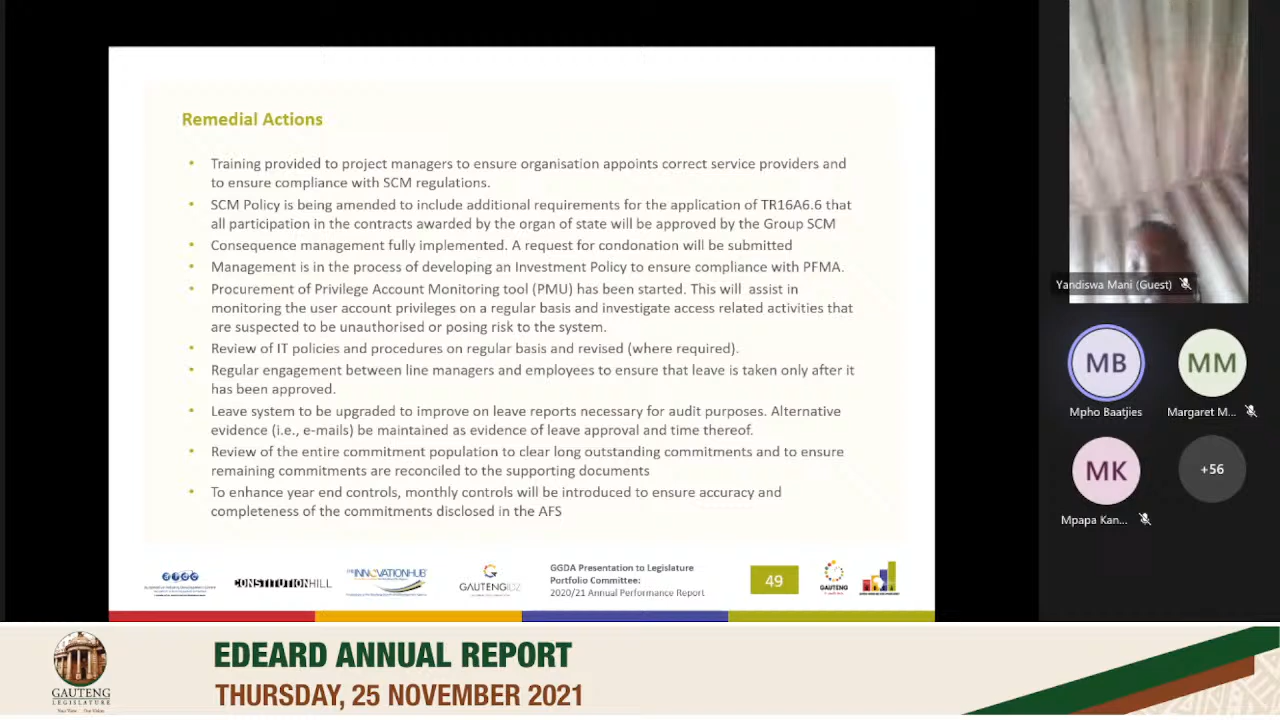 Remedial Actions
• Training provided to project managers to ensure organisation appoints correct service providers and
to ensure compliance with SCM regulations.
• SCM Policy is being amended to include additional requirements for the application of TR16A6.6 that
all participation in the contracts awarded by the organ of state will be approved by the Group SCM
• Consequence management fully implemented. A request for condonation will be submitted
• Management is in the process of developing an Investment Policy to ensure compliance with PFMA.
• Procurement of Privilege Account Monitoring tool (PMU) has been started. This will assist in
monitoring the user account privileges on a regular basis and investigate access related activities that
are suspected to be unauthorised or posing risk to the system.
• Review of IT policies and procedures on regular basis and revised (where required).
• Regular engagement between line managers and employees to ensure that leave is taken only after it
has been approved.
• Leave system to be upgraded to improve on leave reports necessary for audit purposes. Alternative
evidence (i.e., e-mails) be maintained as evidence of leave approval and time thereof.
• Review of the entire commitment population to clear long outstanding commitments and to ensure
remaining commitments are reconciled to the supporting documents
• To enhance year end controls, monthly controls will be introduced to ensure accuracy and
completeness of the commitments disclosed in the AFS
CONSTITUTIONHILL
THE INNOVATIONHUB
GAUTENGIDZ
GGDA Presentation to Legislature
Portfolio Committee:
2020/21 Annual Performance Report
49
GAUTENG
Yandiswa Mani (Guest)
MB
Mpho Baatjies
MM
Margaret M...
MK
Mpapa Kan...
+56
GAUTENG
LEGISLATURE
EDEARD ANNUAL REPORT
THURSDAY, 25 NOVEMBER 2021